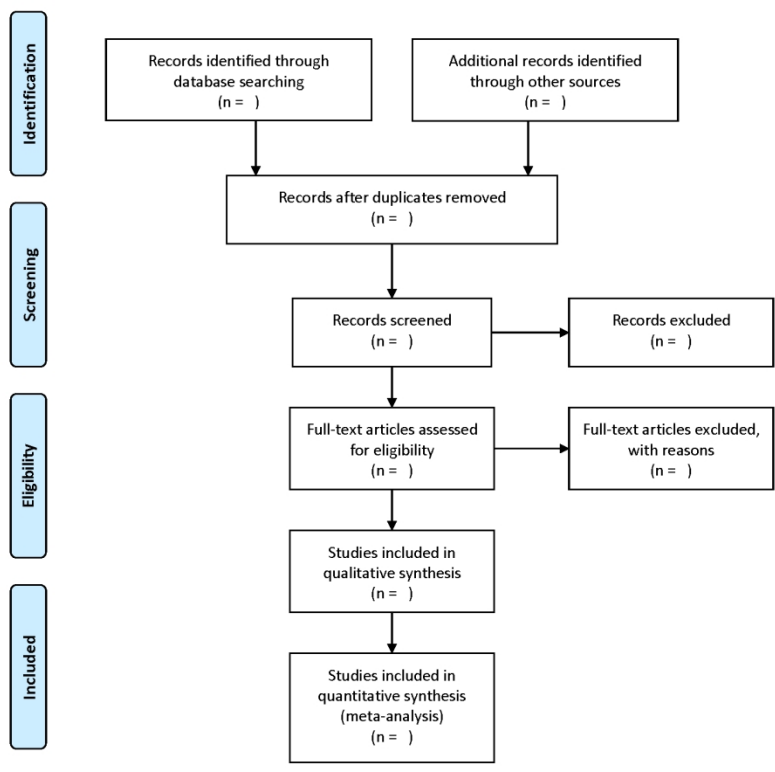 Identification
Records identified through
database searching
(n =   )
Additional records identified
through other sources
(n =   )
Records after duplicates removed
(n =   )
Screening
Records screened
(n =   )
Records excluded
(n =   )
Eligibility
Full-text articles assessed
for eligibility
(n =   )
Full-text articles excluded,
with reasons
(n =   )
Studies included in
qualitative synthesis
(n =   )
Included
Studies included in
quantitative synthesis
(meta-analysis)
(n =   )